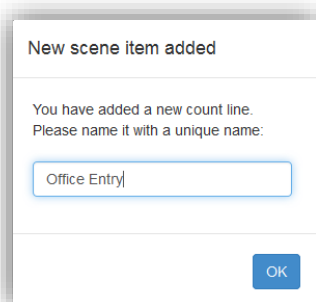 New scene item added
You have added a new count line.
Please name it with a unique name:
Office Entry
OK